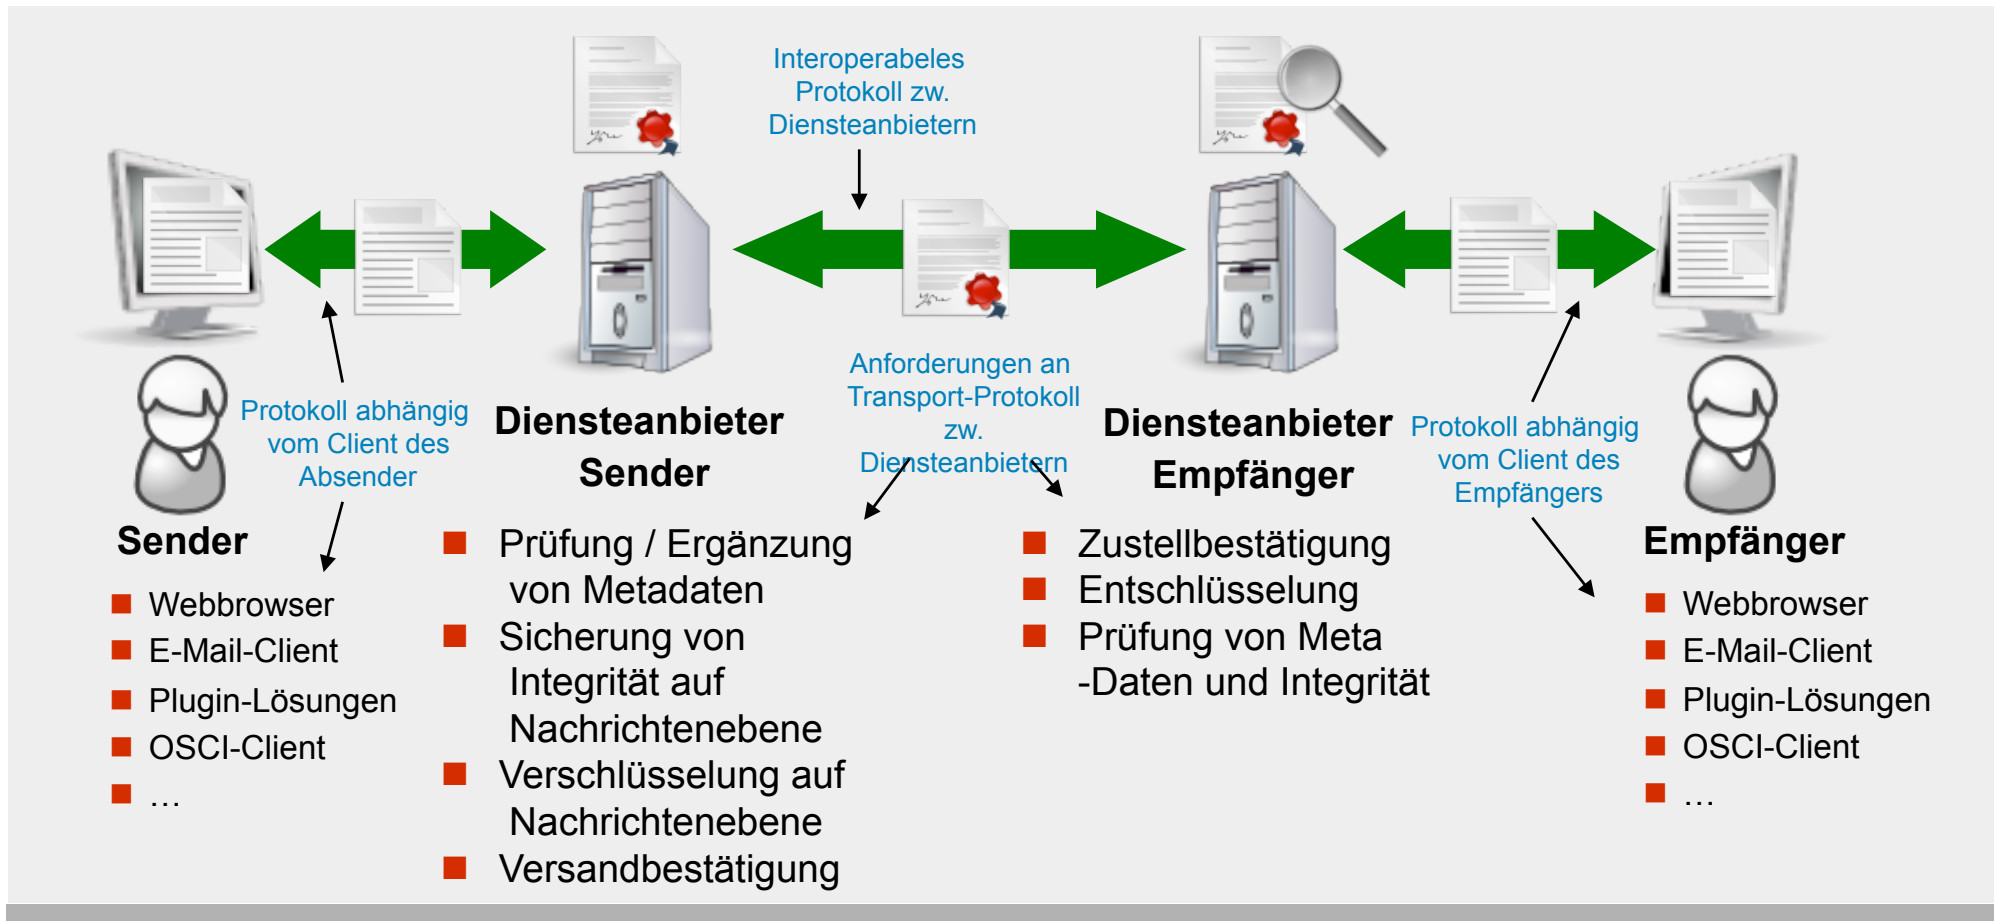 Interoperabeles
Protokoll zw.
Diensteanbietern
Protokoll abhängig
vom Client des
Absender
Anforderungen an
Transport-Protokoll
zw.
Diensteanbietern
Protokoll abhängig
vom Client des
Empfängers
Sender
Webbrowser
E-Mail-Client
Plugin-Lösungen
OSCI-Client
…
Diensteanbieter
Sender
Prüfung / Ergänzung
von Metadaten
Sicherung von
Integrität auf
Nachrichtenebene
Verschlüsselung auf
Nachrichtenebene
Versandbestätigung
Diensteanbieter
Empfänger
Zustellbestätigung
Entschlüsselung
Prüfung von Meta
-Daten und Integrität
Empfänger
Webbrowser
E-Mail-Client
Plugin-Lösungen
OSCI-Client
…